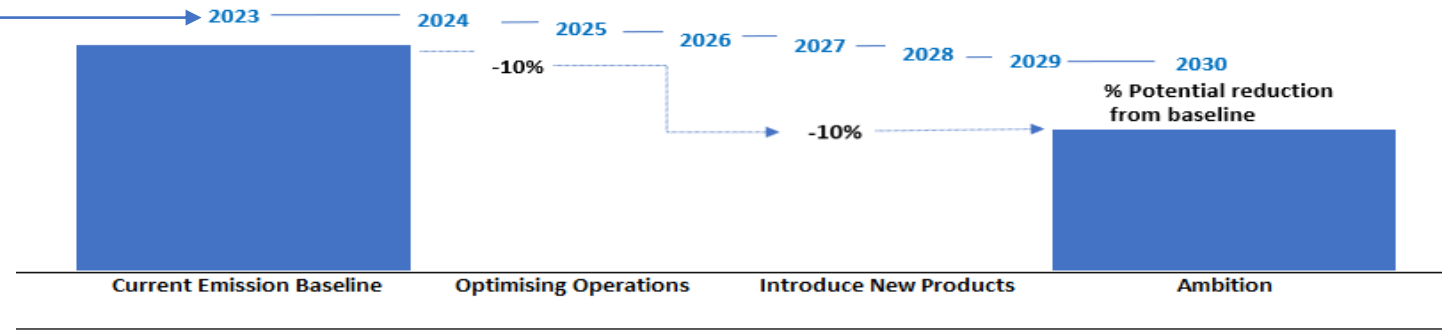 2023
2024
2025
2026
2027
2028
2029
2030
-10%
% Potential reduction
from baseline
-10%
Current Emission Baseline
Optimising Operations
Introduce New Products
Ambition